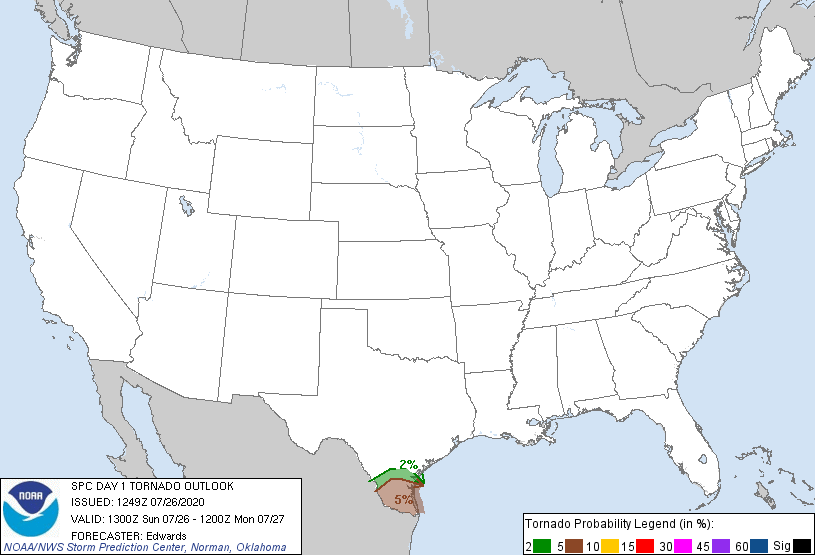 2%
5%
NOAA
SPC DAY 1 TORNADO OUTLOOK
ISSUED: 1249Z 07/26/2020
VALID: 1300Z Sun 07/26 - 1200Z Mon 07/27
FORECASTER: Edwards
NOAA/NWS Storm Prediction Center, Norman, Oklahoma
Tornado Probability Legend (in %):
2 5 10 15 30 45 60 Sig